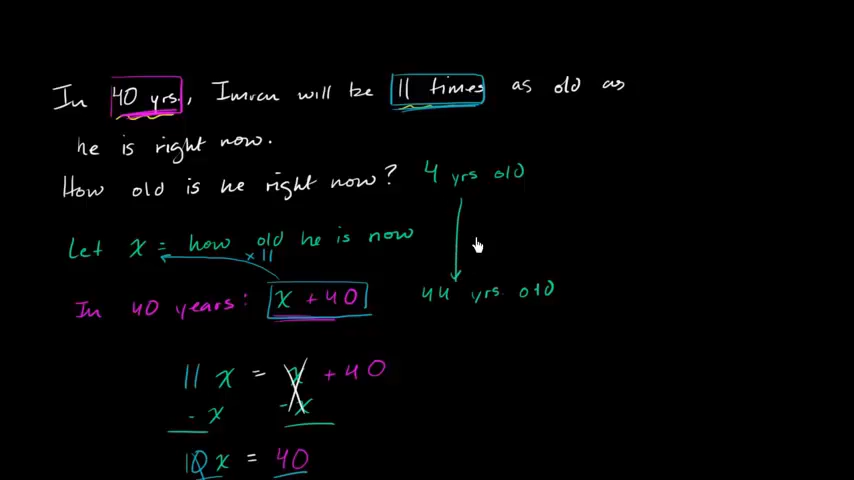 In 40 yrs., Imran will be 11 times as old as
he is right now.
How old is he right now? 4 yrs old
Let x = how old he is now
x 11
In 40 years: x + 40 44 yrs. old
11 x = x + 40
- x - x
10 x = 40